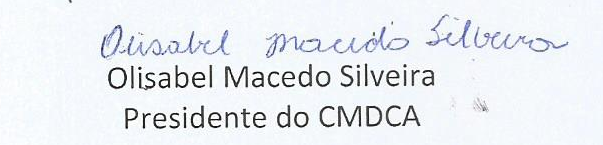 Olisabel Macedo Silveira
Olisabel Macedo Silveira
Presidente do CMDCA